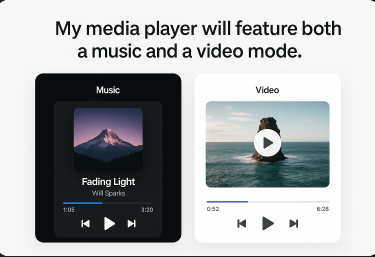 My media player will feature both
a music and a video mode.
Music
Fading Light
Will Sparks
1:05 3:20
Video
0:52 6:28